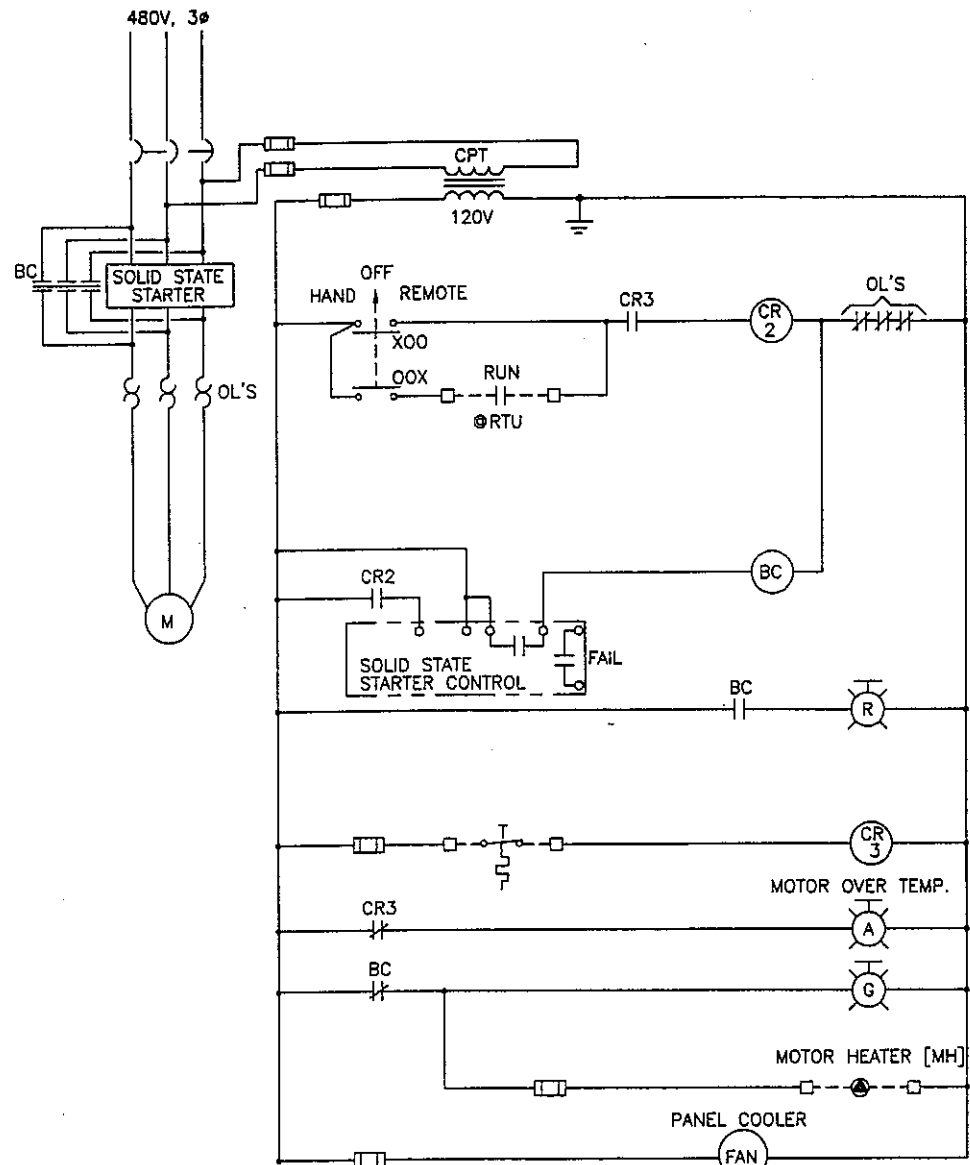 480V, 3ø
CPT
120V
BC
SOLID STATE
STARTER
OFF
HAND
REMOTE
XOO
CR3
CR
2
OL'S
OOX
RUN
@RTU
OL'S
M
BC
CR2
SOLID STATE
STARTER CONTROL
FAIL
BC
R
CR
3
MOTOR OVER TEMP.
CR3
A
BC
G
MOTOR HEATER [MH]
PANEL COOLER
FAN